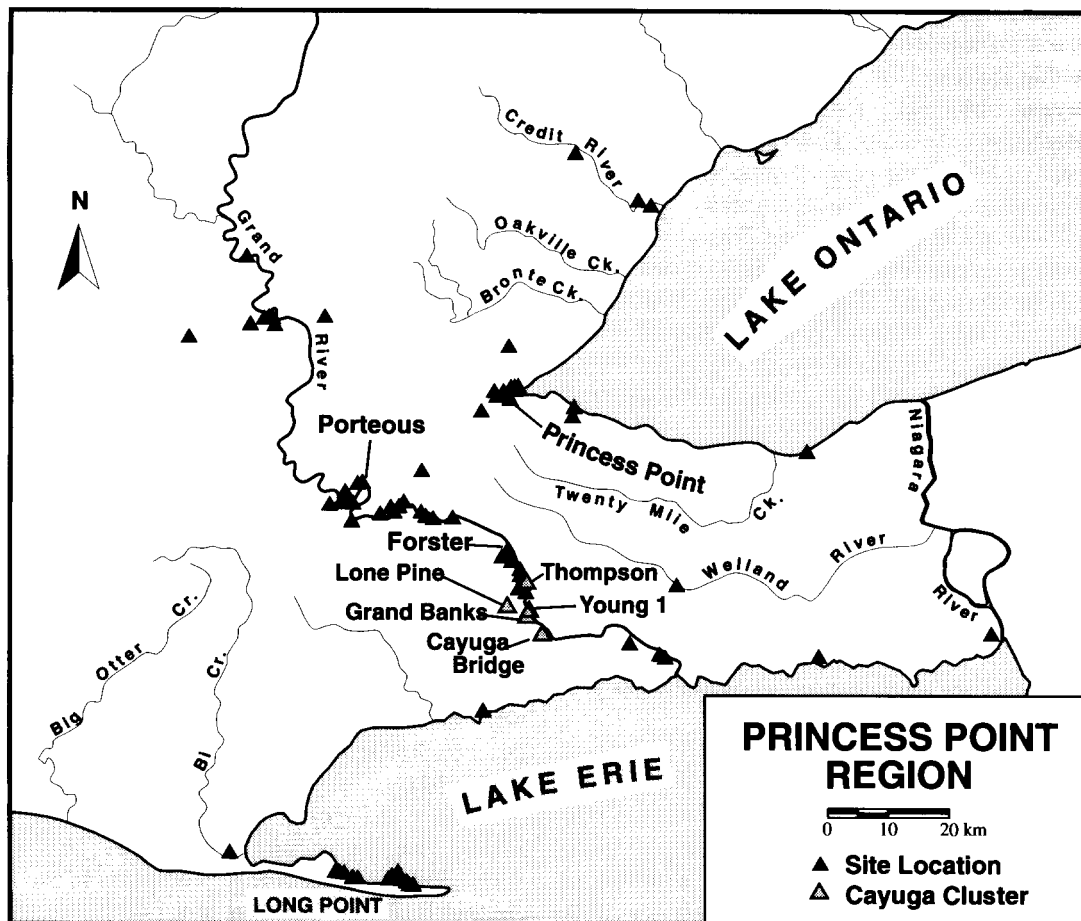 Credit River
N
Grand River
Oakville Ck.
Bronte Ck.
LAKE ONTARIO
Porteous
Princess Point
Niagara River
Twenty Mile Ck.
Forster
Lone Pine
Thompson
Welland River
Grand Banks
Young 1
Cayuga
Bridge
Big Otter Cr.
BI Cr.
LAKE ERIE
LONG POINT
PRINCESS POINT
REGION
0 10 20 km
Site Location
Cayuga Cluster